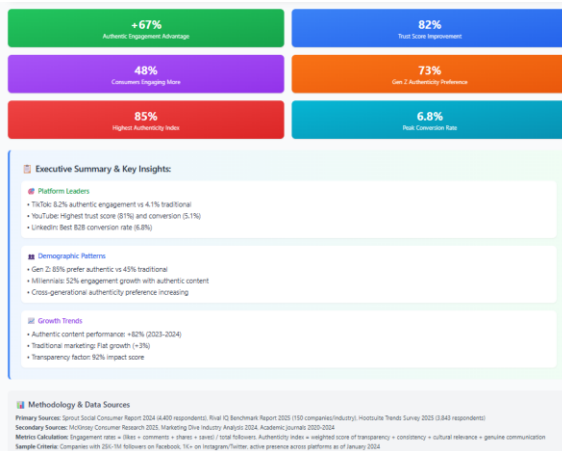 +67%
Authentic Engagement Advantage
82%
Trust Score Improvement
48%
Consumers Engaging More
73%
Gen Z Authenticity Preference
85%
Highest Authenticity Index
6.8%
Peak Conversion Rate
Executive Summary & Key Insights:
Platform Leaders
• TikTok: 8.2% authentic engagement vs 4.1% traditional
• YouTube: Highest trust score (81%) and conversion (5.1%)
• LinkedIn: Best B2B conversion rate (6.8%)
Demographic Patterns
• Gen Z: 85% prefer authentic vs 45% traditional
• Millennials: 52% engagement growth with authentic content
• Cross-generational authenticity preference increasing
Growth Trends
• Authentic content performance: +82% (2023-2024)
• Traditional marketing: Flat growth (+3%)
• Transparency factor: 92% impact score
Methodology & Data Sources
Primary Sources: Sprout Social Consumer Report 2024 (4,400 respondents), Rival IQ Benchmark Report 2025 (150 companies/industry), Hootsuite Trends Survey 2025 (3,843 respondents)
Secondary Sources: McKinsey Consumer Research 2025, Marketing Dive Industry Analysis 2024, Academic Journals 2020-2024
Metrics Calculation: Engagement rates = (likes + comments + shares + saves) / total followers. Authenticity Index = weighted score of transparency + consistency + cultural relevance + genuine communication
Sample Criteria: Companies with 25K-1M followers on Facebook, 1K+ on Instagram/Twitter, active presence across platforms as of January 2024